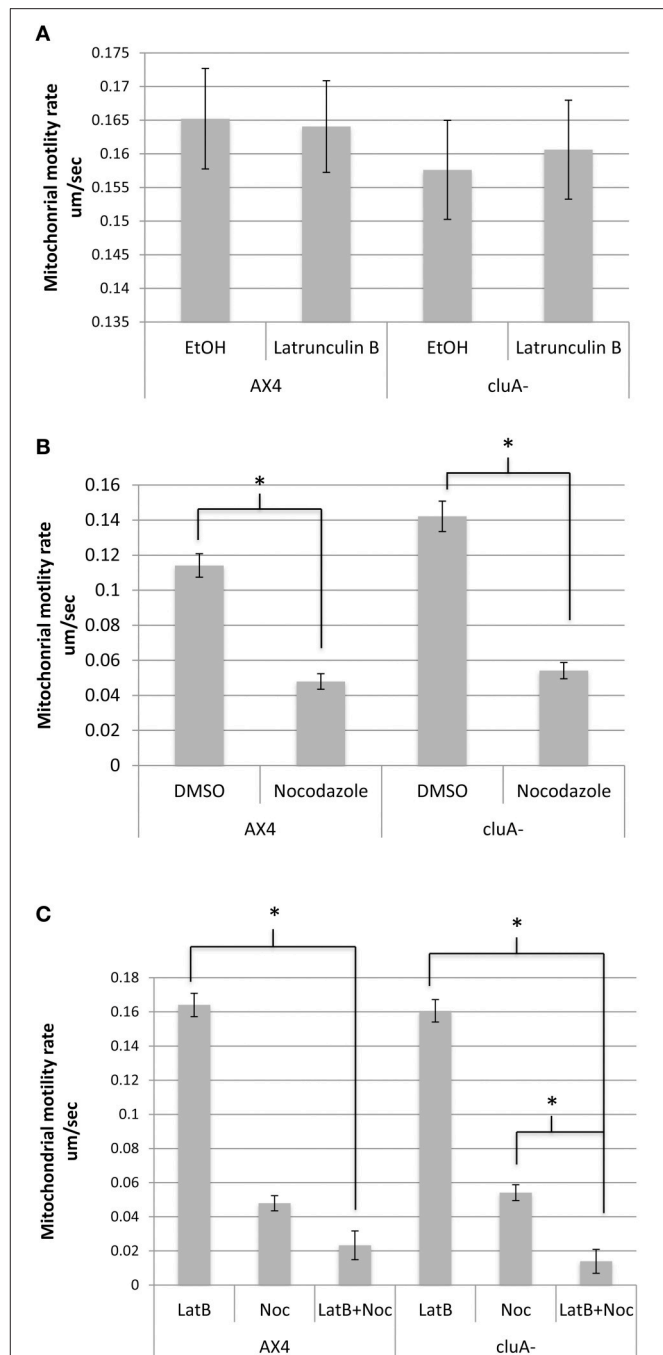 A
Mitochonrial motlity rate
um/sec
0.175
0.17
0.165
0.16
0.155
0.15
0.145
0.14
0.135
EtOH Latrunculin B EtOH Latrunculin B
AX4 cluA-
B
Mitochonrial motlity rate
um/sec
* *
0.16
0.14
0.12
0.1
0.08
0.06
0.04
0.02
0
DMSO Nocodazole DMSO Nocodazole
AX4 cluA-
C
Mitochondrial motility rate
um/sec
* *
*
0.18
0.16
0.14
0.12
0.1
0.08
0.06
0.04
0.02
0
LatB Noc LatB+Noc LatB Noc LatB+Noc
AX4 cluA-